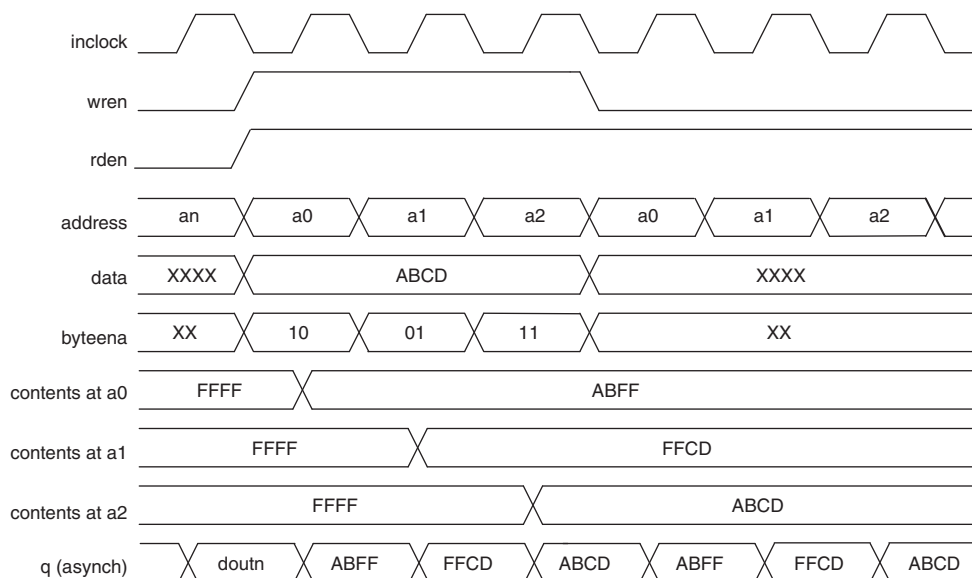 inclock
wren
rden
address an a0 a1 a2 a0 a1 a2
data XXXX ABCD XXXX
byteena XX 10 01 11 XX
contents at a0 FFFF ABFF
contents at a1 FFFF FFCD
contents at a2 FFFF ABCD
q (asynch) doutn ABFF FFCD ABCD ABFF FFCD ABCD